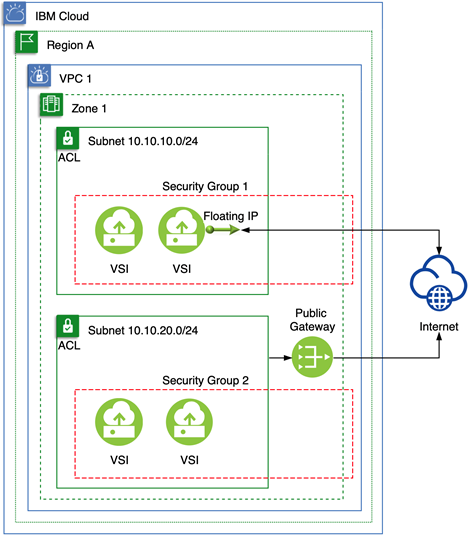 IBM Cloud
Region A
VPC 1
Zone 1
Subnet 10.10.10.0/24
ACL
Security Group 1
Floating IP
VSI
VSI
Public
Gateway
Internet
Subnet 10.10.20.0/24
ACL
Security Group 2
VSI
VSI